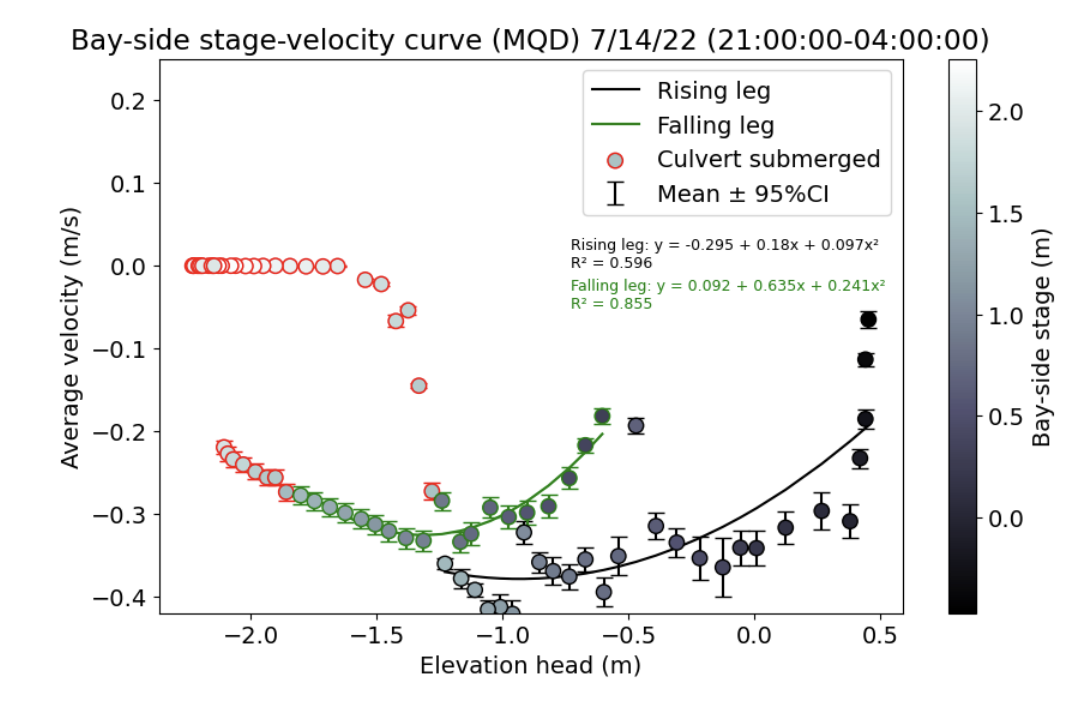 Bay-side stage-velocity curve (MQD) 7/14/22 (21:00:00-04:00:00)
Rising leg
Falling leg
Culvert submerged
Mean ± 95%CI
Rising leg: y = -0.295 + 0.18x + 0.097x²
R² = 0.596
Falling leg: y = 0.092 + 0.635x + 0.241x²
R² = 0.855
Average velocity (m/s)
0.2
0.1
0.0
−0.1
−0.2
−0.3
−0.4
−2.0 −1.5 −1.0 −0.5 0.0 0.5
Elevation head (m)
2.0
1.5
1.0
0.5
0.0
Bay-side stage (m)